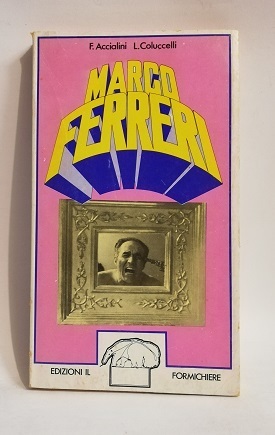 F. Accialini L. Coluccelli
MARCO
FERRERI
EDIZIONI IL FORMICHIERE